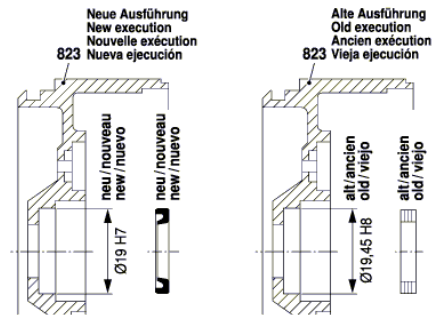 Neue Ausführung
New execution
Nouvelle exécution
823 Nueva ejecución
neu/nouveau
new/nuevo
Ø19 H7
neu/nouveau
new/nuevo
Alte Ausführung
Old execution
Ancien exécution
823 Vieja ejecución
alt/ancien
old/viejo
Ø19,45 H8
alt/ancien
old/viejo